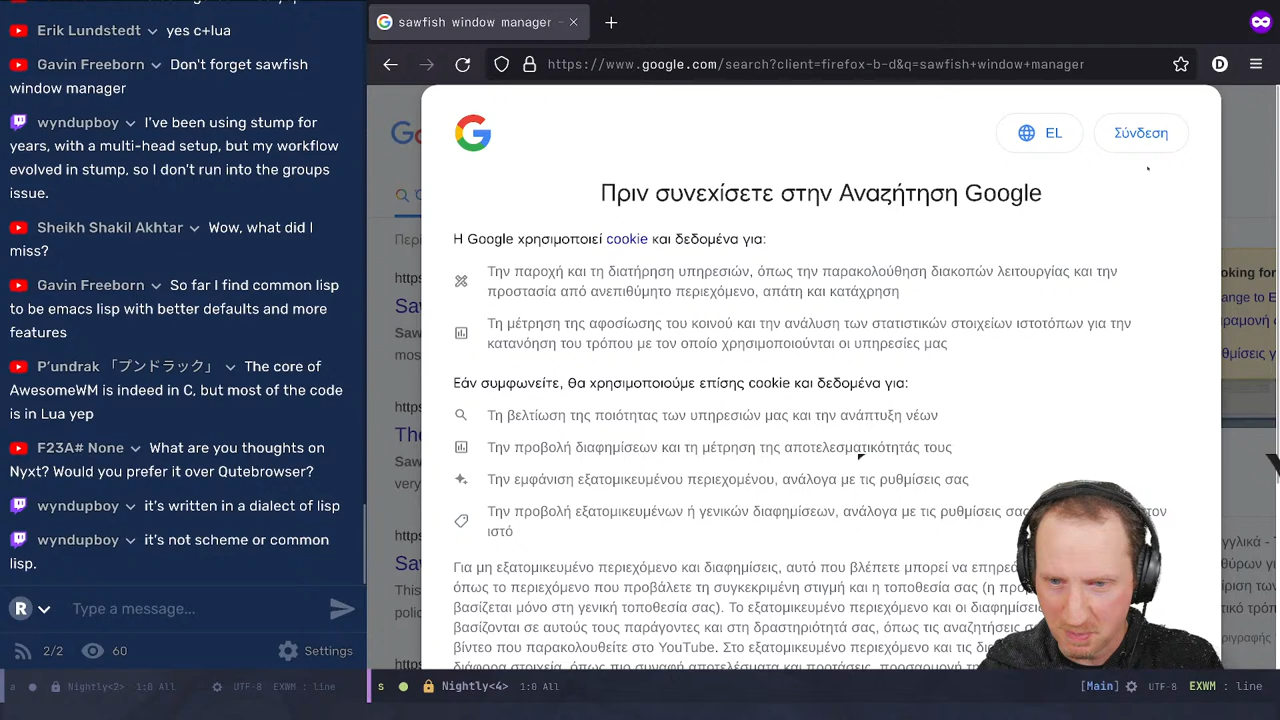 Erik Lundstedt yes c+lua
Gavin Freeborn Don't forget sawfish
window manager
wyndupboy I've been using stump for
years, with a multi-head setup, but my workflow
evolved in stump, so I don't run into the groups
issue.
Sheikh Shakil Akhtar Wow, what did I
miss?
Gavin Freeborn So far I find common lisp
to be emacs lisp with better defaults and more
features
P'undrak 「プンドラック」 The core of
AwesomeWM is indeed in C, but most of the code
is in Lua yep
F23A# None What are you thoughts on
Nyxt? Would you prefer it over Qutebrowser?
wyndupboy it's written in a dialect of lisp
wyndupboy it's not scheme or common
lisp.
R Type a message...
2/2 60 Settings
a Nightly<2> 1:0 All UTF-8 EXWM : line
sawfish window manager -
https://www.google.com/search?client=firefox-b-d&q=sawfish+window+manager
EL Σύνδεση
Πριν συνεχίσετε στην Αναζήτηση Google
Η Google χρησιμοποιεί cookie και δεδομένα για:
Την παροχή και τη διατήρηση υπηρεσιών, όπως την παρακολούθηση διακοπών λειτουργίας και την
προστασία από ανεπιθύμητο περιεχόμενο, απάτη και κατάχρηση
Τη μέτρηση της αφοσίωσης του κοινού και την ανάλυση των στατιστικών στοιχείων ιστοτόπων για την
κατανόηση του τρόπου με τον οποίο χρησιμοποιούνται οι υπηρεσίες μας
Εάν συμφωνείτε, θα χρησιμοποιούμε επίσης cookie και δεδομένα για:
Τη βελτίωση της ποιότητας των υπηρεσιών μας και την ανάπτυξη νέων
Την προβολή διαφημίσεων και τη μέτρηση της αποτελεσματικότητάς τους
Την εμφάνιση εξατομικευμένου περιεχομένου, ανάλογα με τις ρυθμίσεις σας
Την προβολή εξατομικευμένων ή γενικών διαφημίσεων, ανάλογα με τις ρυθμίσεις σας τον
ιστό
Για μη εξατομικευμένο περιεχόμενο και διαφημίσεις, αυτό που βλέπετε μπορεί να
όπως το περιεχόμενο που προβάλετε τη συγκεκριμένη στιγμή και η τοποθεσία σας (η
βασίζεται μόνο στη γενική τοποθεσία σας). Το εξατομικευμένο περιεχόμενο και οι
βασίζονται σε αυτούς τους παράγοντες και στη δραστηριότητά σας, όπως τις
βίντεο που παρακολουθείτε στο YouTube. Στο εξατομικευμένο περιεχόμενο και τις
s Nightly<4> 1:0 All [Main] UTF-8 EXWM : line